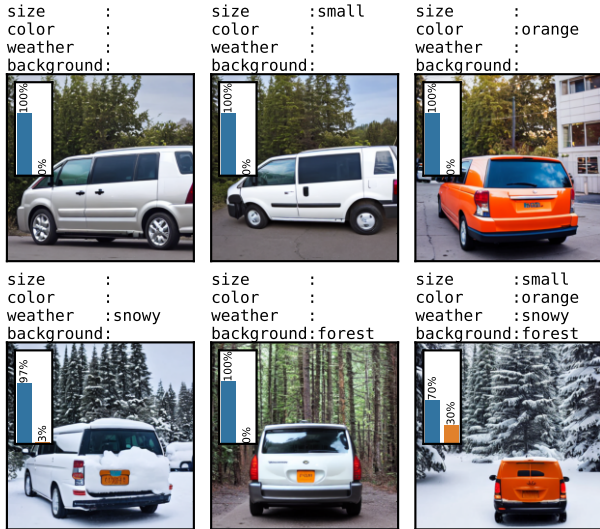 size :
color :
weather :
background:
100%
0%
size :small
color :
weather :
background:
100%
0%
size :
color :orange
weather :
background:
100%
0%
size :
color :
weather :snowy
background:
97%
3%
size :
color :
weather :
background:forest
100%
0%
size :small
color :orange
weather :snowy
background:forest
70%
30%